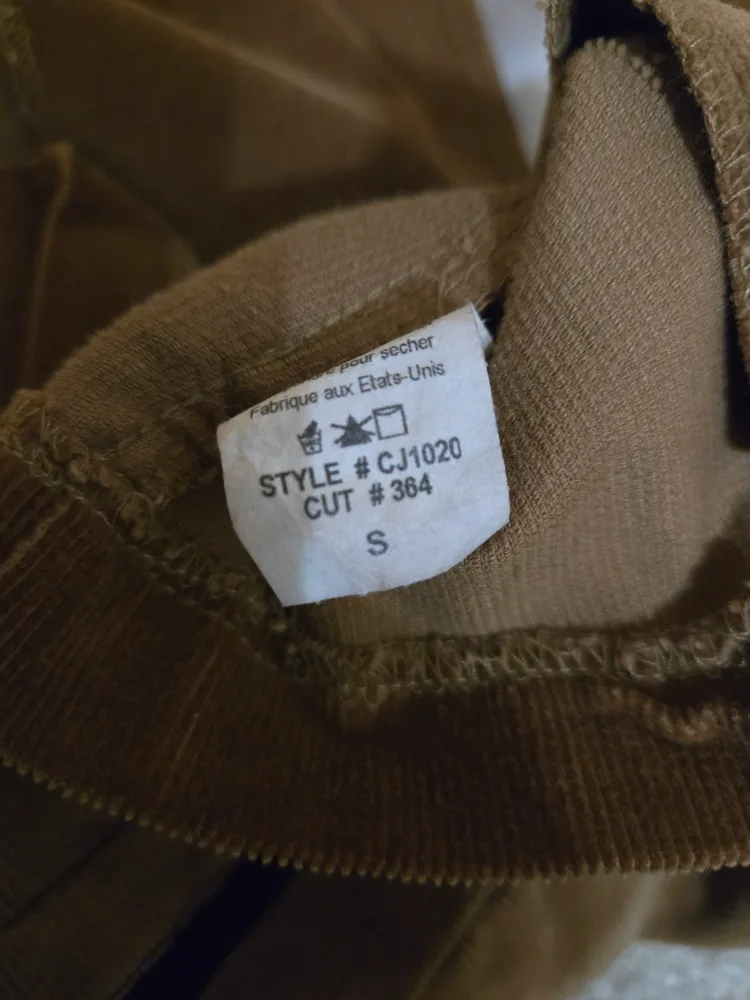 pour secher
Fabrique aux Etats-Unis
STYLE # CJ1020
CUT # 364
S